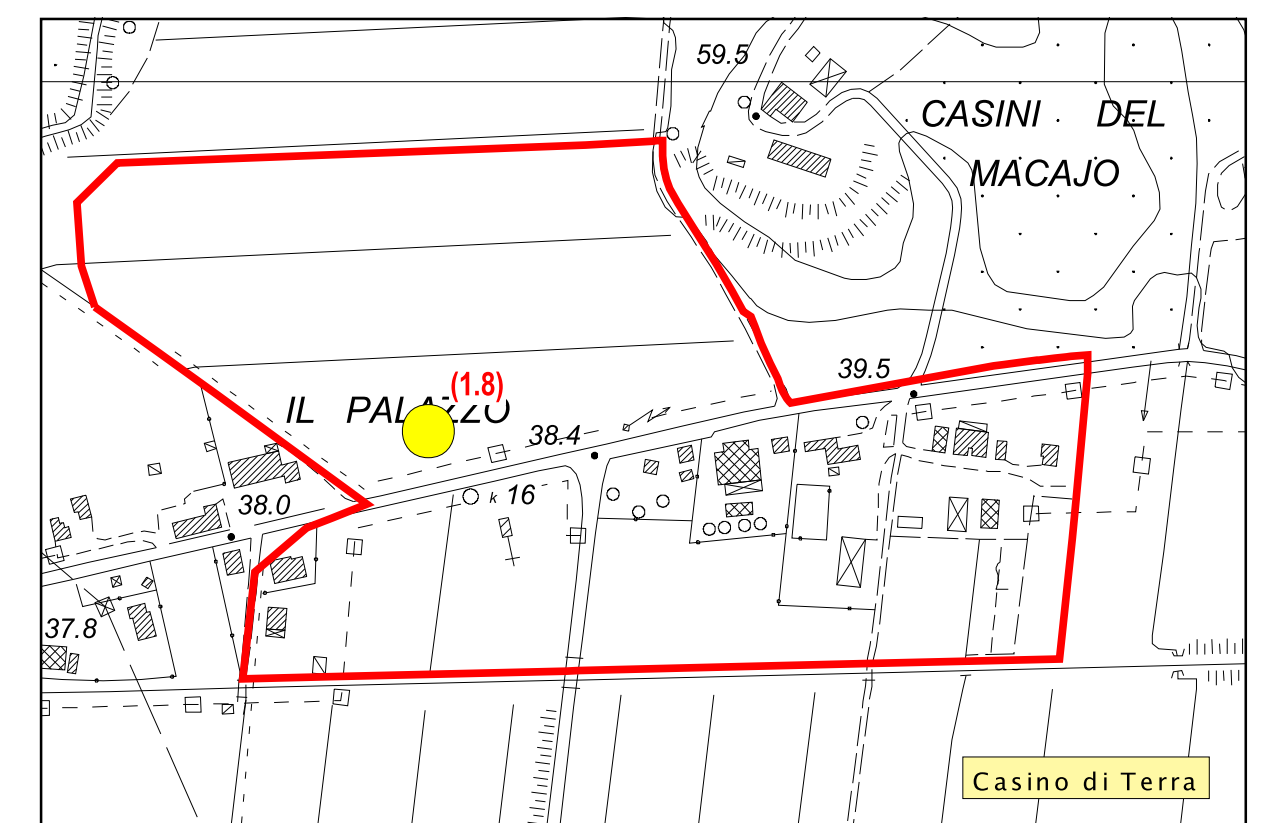 59.5
CASINI DEL
MACAJO
39.5
(1.8)
IL PALAZZO
38.4
k 16
38.0
37.8
Casino di Terra